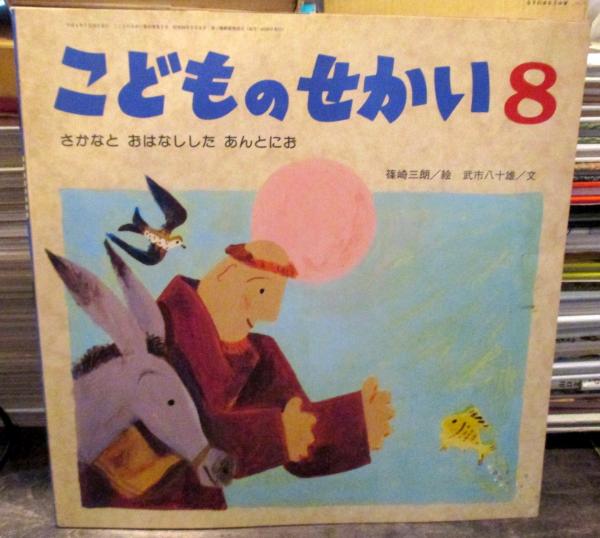 こどものせかい 8
さかなと おはなしした あんとにお
篠崎三朗／絵 武市八十雄／文